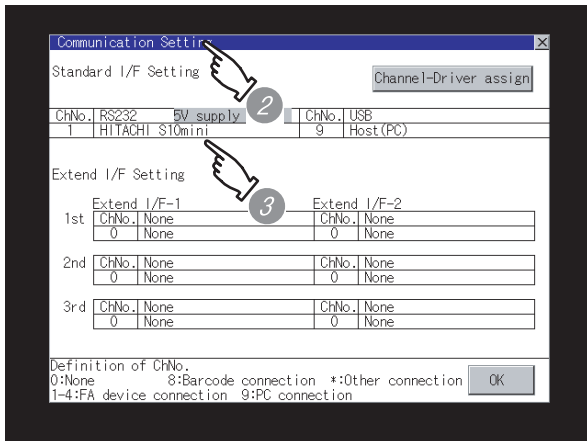 Communication Setting
Standard I/F Setting
Channel-Driver assign
2
ChNo. RS232 5V supply ChNo. USB
1 HITACHI S10mini 9 Host(PC)
Extend I/F Setting
3
Extend I/F-1 Extend I/F-2
1st ChNo. None ChNo. None
0 None 0 None
2nd ChNo. None ChNo. None
0 None 0 None
3rd ChNo. None ChNo. None
0 None 0 None
Definition of ChNo.
0:None 8:Barcode connection *:Other connection OK
1-4:FA device connection 9:PC connection